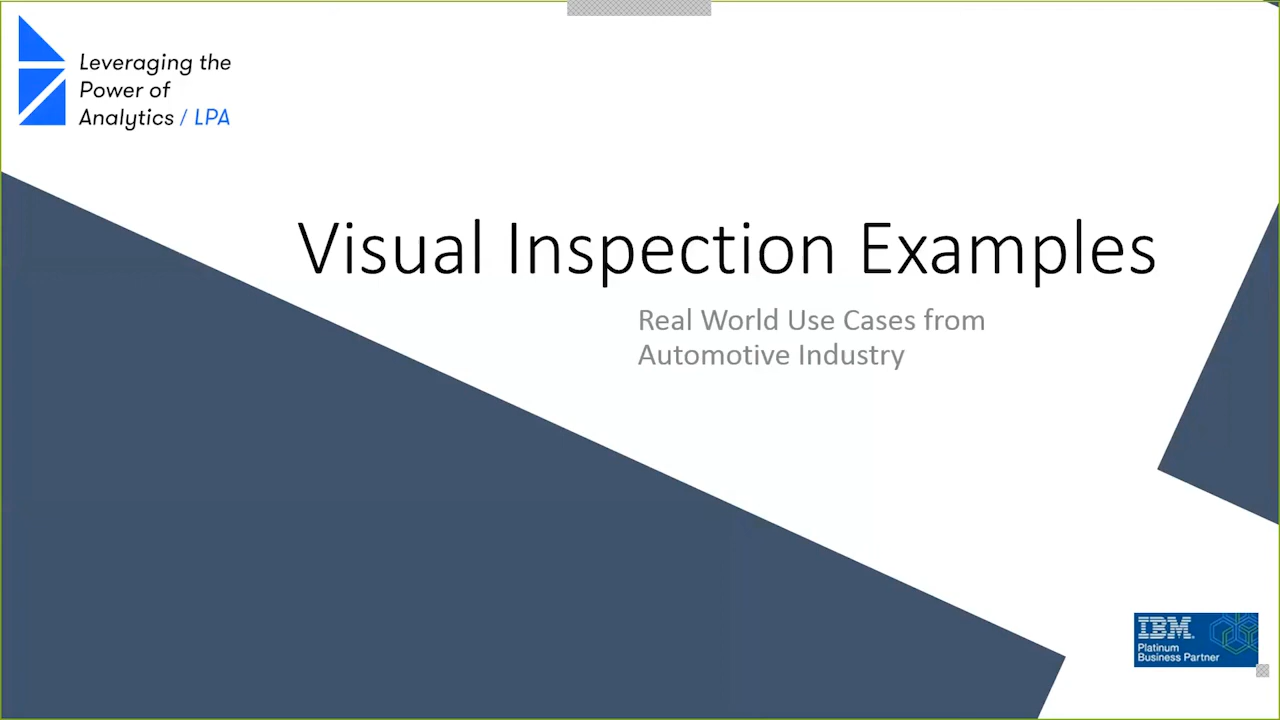 Leveraging the
Power of
Analytics / LPA
Visual Inspection Examples
Real World Use Cases from
Automotive Industry
IBM
Platinum
Business Partner